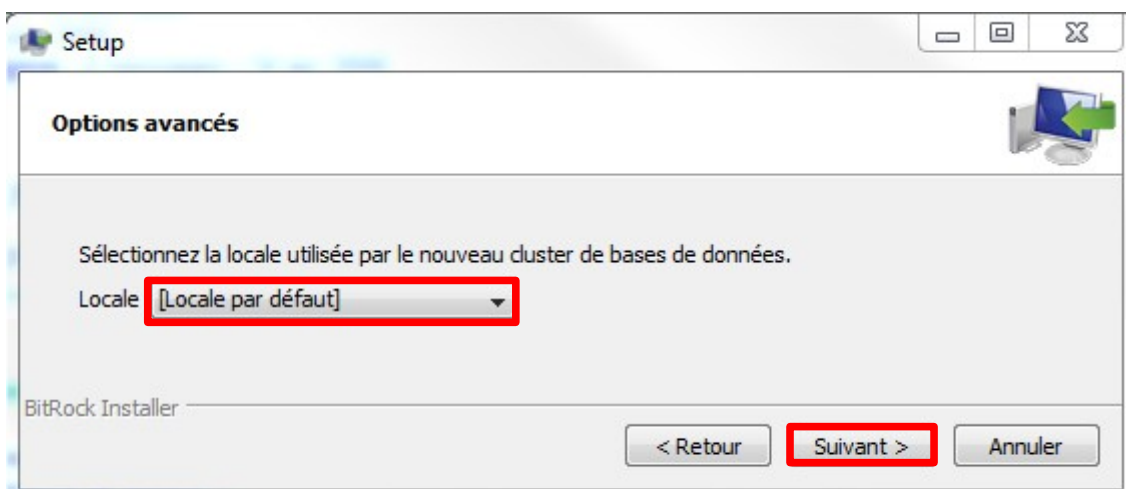 Setup
Options avancés
Sélectionnez la locale utilisée par le nouveau cluster de bases de données.
Locale [Locale par défaut]
BitRock Installer
< Retour Suivant > Annuler